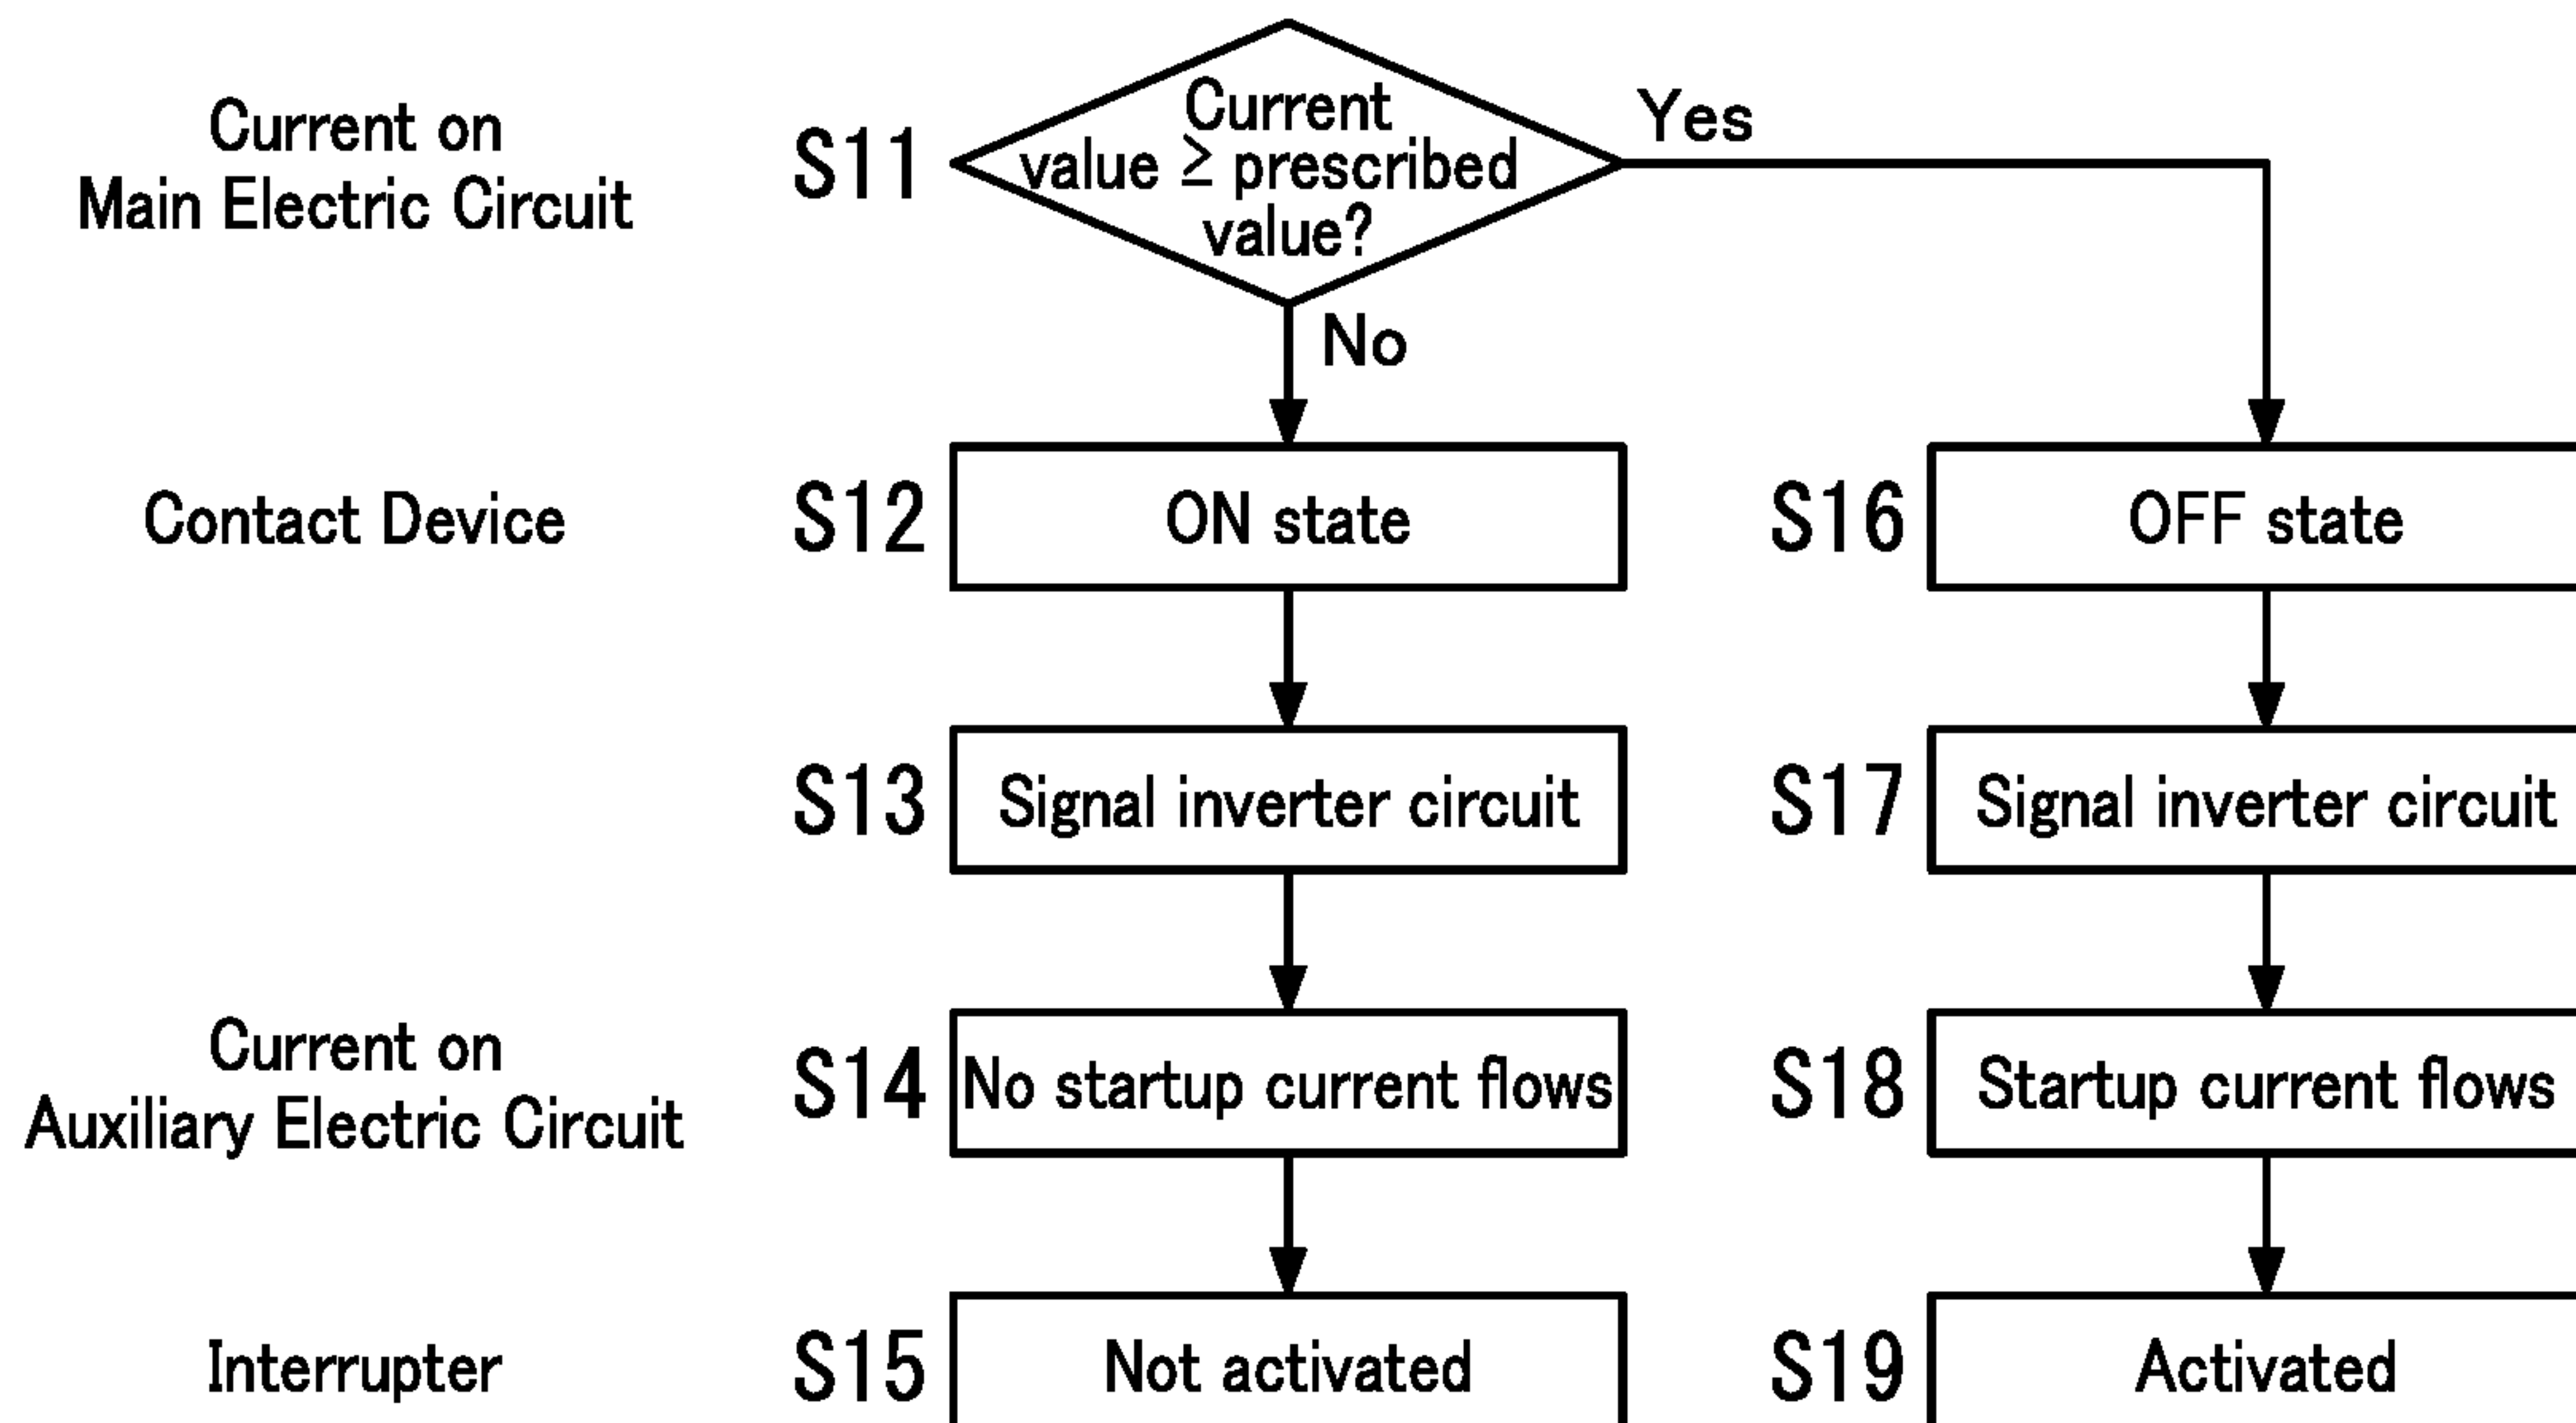 Current on
Main Electric Circuit
S11
Current
value ≥ prescribed
value?
Yes
No
Contact Device
S12
ON state
S16
OFF state
S13
Signal inverter circuit
S17
Signal inverter circuit
Current on
Auxiliary Electric Circuit
S14
No startup current flows
S18
Startup current flows
Interrupter
S15
Not activated
S19
Activated